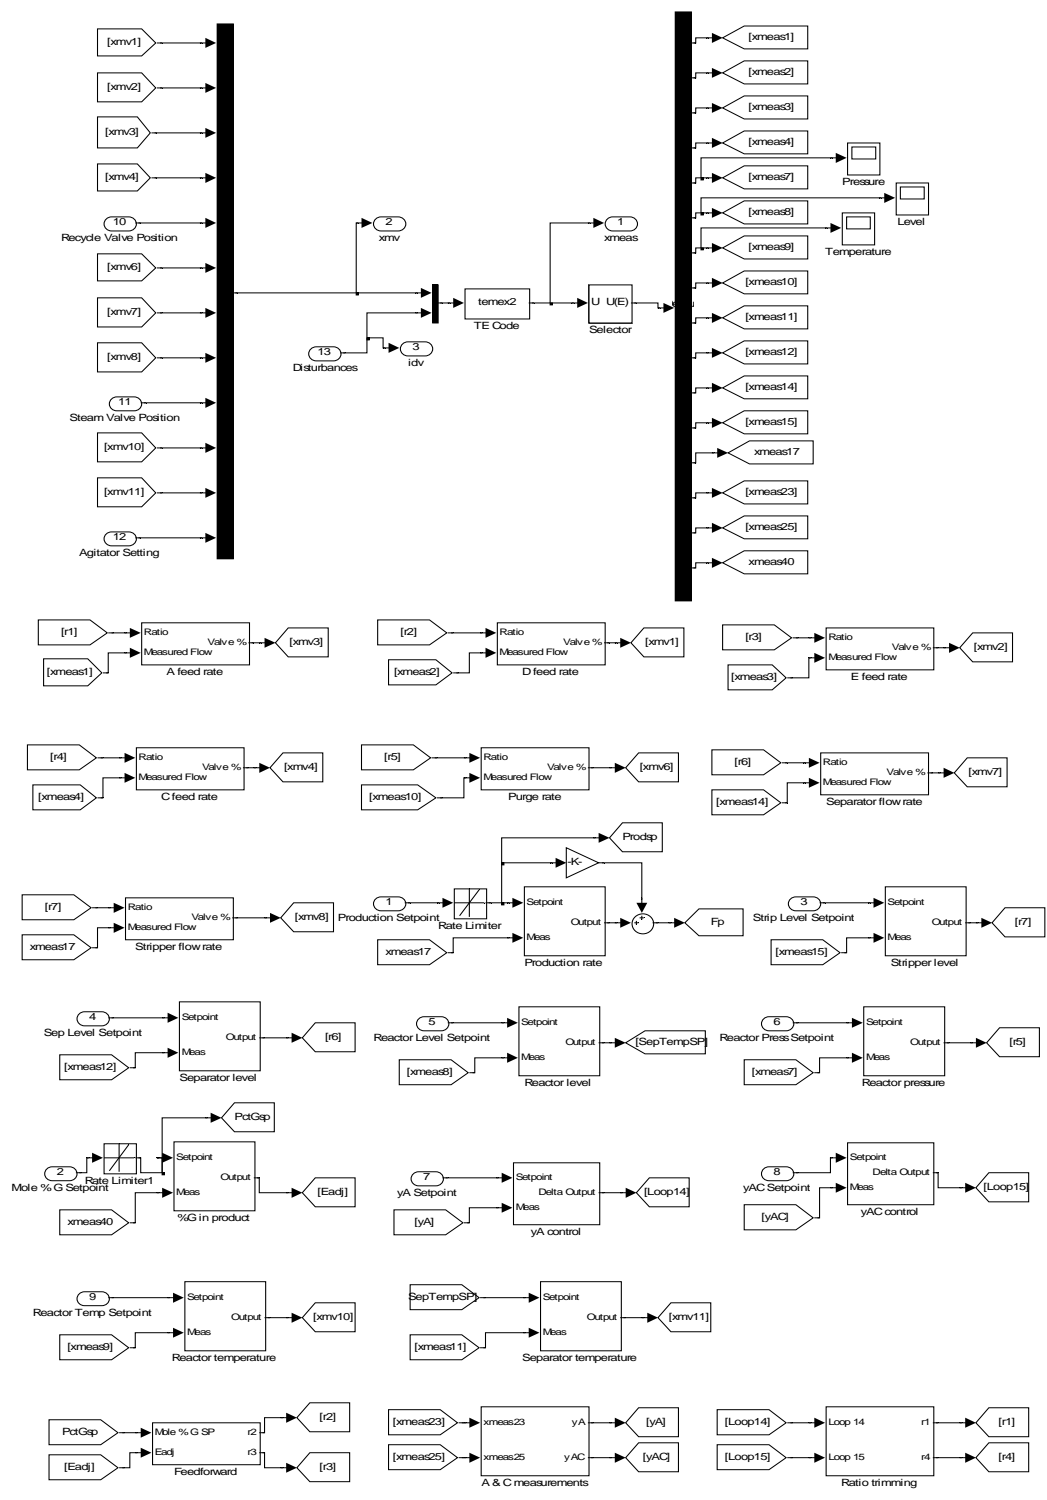 [xmv1]
[xmv2]
[xmv3]
[xmv4]
10
Recycle Valve Position
[xmv6]
[xmv7]
[xmv8]
11
Steam Valve Position
[xmv10]
[xmv11]
12
Agitator Setting
2
xmv
13
Disturbances
3
idv
temex2
TE Code
1
xmeas
U U(E)
Selector
[xmeas1]
[xmeas2]
[xmeas3]
[xmeas4]
[xmeas7]
[xmeas8]
[xmeas9]
[xmeas10]
[xmeas11]
[xmeas12]
[xmeas14]
[xmeas15]
xmeas17
[xmeas23]
[xmeas25]
xmeas40
Pressure
Level
Temperature
[r1]
[xmeas1]
Ratio
Measured Flow
Valve %
A feed rate
[xmv3]
[r2]
[xmeas2]
Ratio
Measured Flow
Valve %
D feed rate
[xmv1]
[r3]
[xmeas3]
Ratio
Measured Flow
Valve %
E feed rate
[xmv2]
[r4]
[xmeas4]
Ratio
Measured Flow
Valve %
C feed rate
[xmv4]
[r5]
[xmeas10]
Ratio
Measured Flow
Valve %
Purge rate
[xmv6]
[r6]
[xmeas14]
Ratio
Measured Flow
Valve %
Separator flow rate
[xmv7]
[r7]
xmeas17
Ratio
Measured Flow
Valve %
Stripper flow rate
[xmv8]
1
Production Setpoint
Rate Limiter
xmeas17
Setpoint
Meas
Output
Production rate
-K-
Prodsp
++
Fp
3
Strip Level Setpoint
[xmeas15]
Setpoint
Meas
Output
Stripper level
[r7]
4
Sep Level Setpoint
[xmeas12]
Setpoint
Meas
Output
Separator level
[r6]
5
Reactor Level Setpoint
[xmeas8]
Setpoint
Meas
Output
Reactor level
[SepTempSP]
6
Reactor Press Setpoint
[xmeas7]
Setpoint
Meas
Output
Reactor pressure
[r5]
2
Mole % G Setpoint
Rate Limiter1
xmeas40
PctGsp
Setpoint
Meas
Output
%G in product
[Eadj]
7
yA Setpoint
[yA]
Setpoint
Meas
Delta Output
yA control
[Loop14]
8
yAC Setpoint
[yAC]
Setpoint
Meas
Delta Output
yAC control
[Loop15]
9
Reactor Temp Setpoint
[xmeas9]
Setpoint
Meas
Output
Reactor temperature
[xmv10]
SepTempSP]
[xmeas11]
Setpoint
Meas
Output
Separator temperature
[xmv11]
PctGsp
[Eadj]
Mole % G SP
Eadj
r2
r3
Feedforward
[r2]
[r3]
[xmeas23]
[xmeas25]
xmeas23
xmeas25
yA
yAC
A & C measurements
[yA]
[yAC]
[Loop14]
[Loop15]
Loop 14
Loop 15
r1
r4
Ratio trimming
[r1]
[r4]